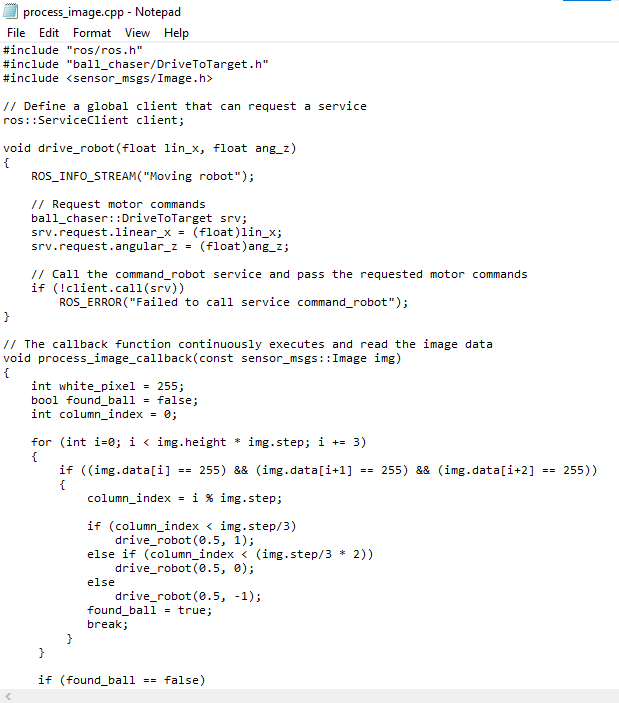 process_image.cpp - Notepad
File Edit Format View Help
#include "ros/ros.h"
#include "ball_chaser/DriveToTarget.h"
#include <sensor_msgs/Image.h>

// Define a global client that can request a service
ros::ServiceClient client;

void drive_robot(float lin_x, float ang_z)
{
    ROS_INFO_STREAM("Moving robot");

    // Request motor commands
    ball_chaser::DriveToTarget srv;
    srv.request.linear_x = (float)lin_x;
    srv.request.angular_z = (float)ang_z;

    // Call the command_robot service and pass the requested motor commands
    if (!client.call(srv))
        ROS_ERROR("Failed to call service command_robot");
}

// The callback function continuously executes and read the image data
void process_image_callback(const sensor_msgs::Image img)
{
    int white_pixel = 255;
    bool found_ball = false;
    int column_index = 0;

    for (int i=0; i < img.height * img.step; i += 3)
    {
        if ((img.data[i] == 255) && (img.data[i+1] == 255) && (img.data[i+2] == 255))
        {
            column_index = i % img.step;

            if (column_index < img.step/3)
                drive_robot(0.5, 1);
            else if (column_index < (img.step/3 * 2))
                drive_robot(0.5, 0);
            else
                drive_robot(0.5, -1);
            found_ball = true;
            break;
         }
     }

     if (found_ball == false)